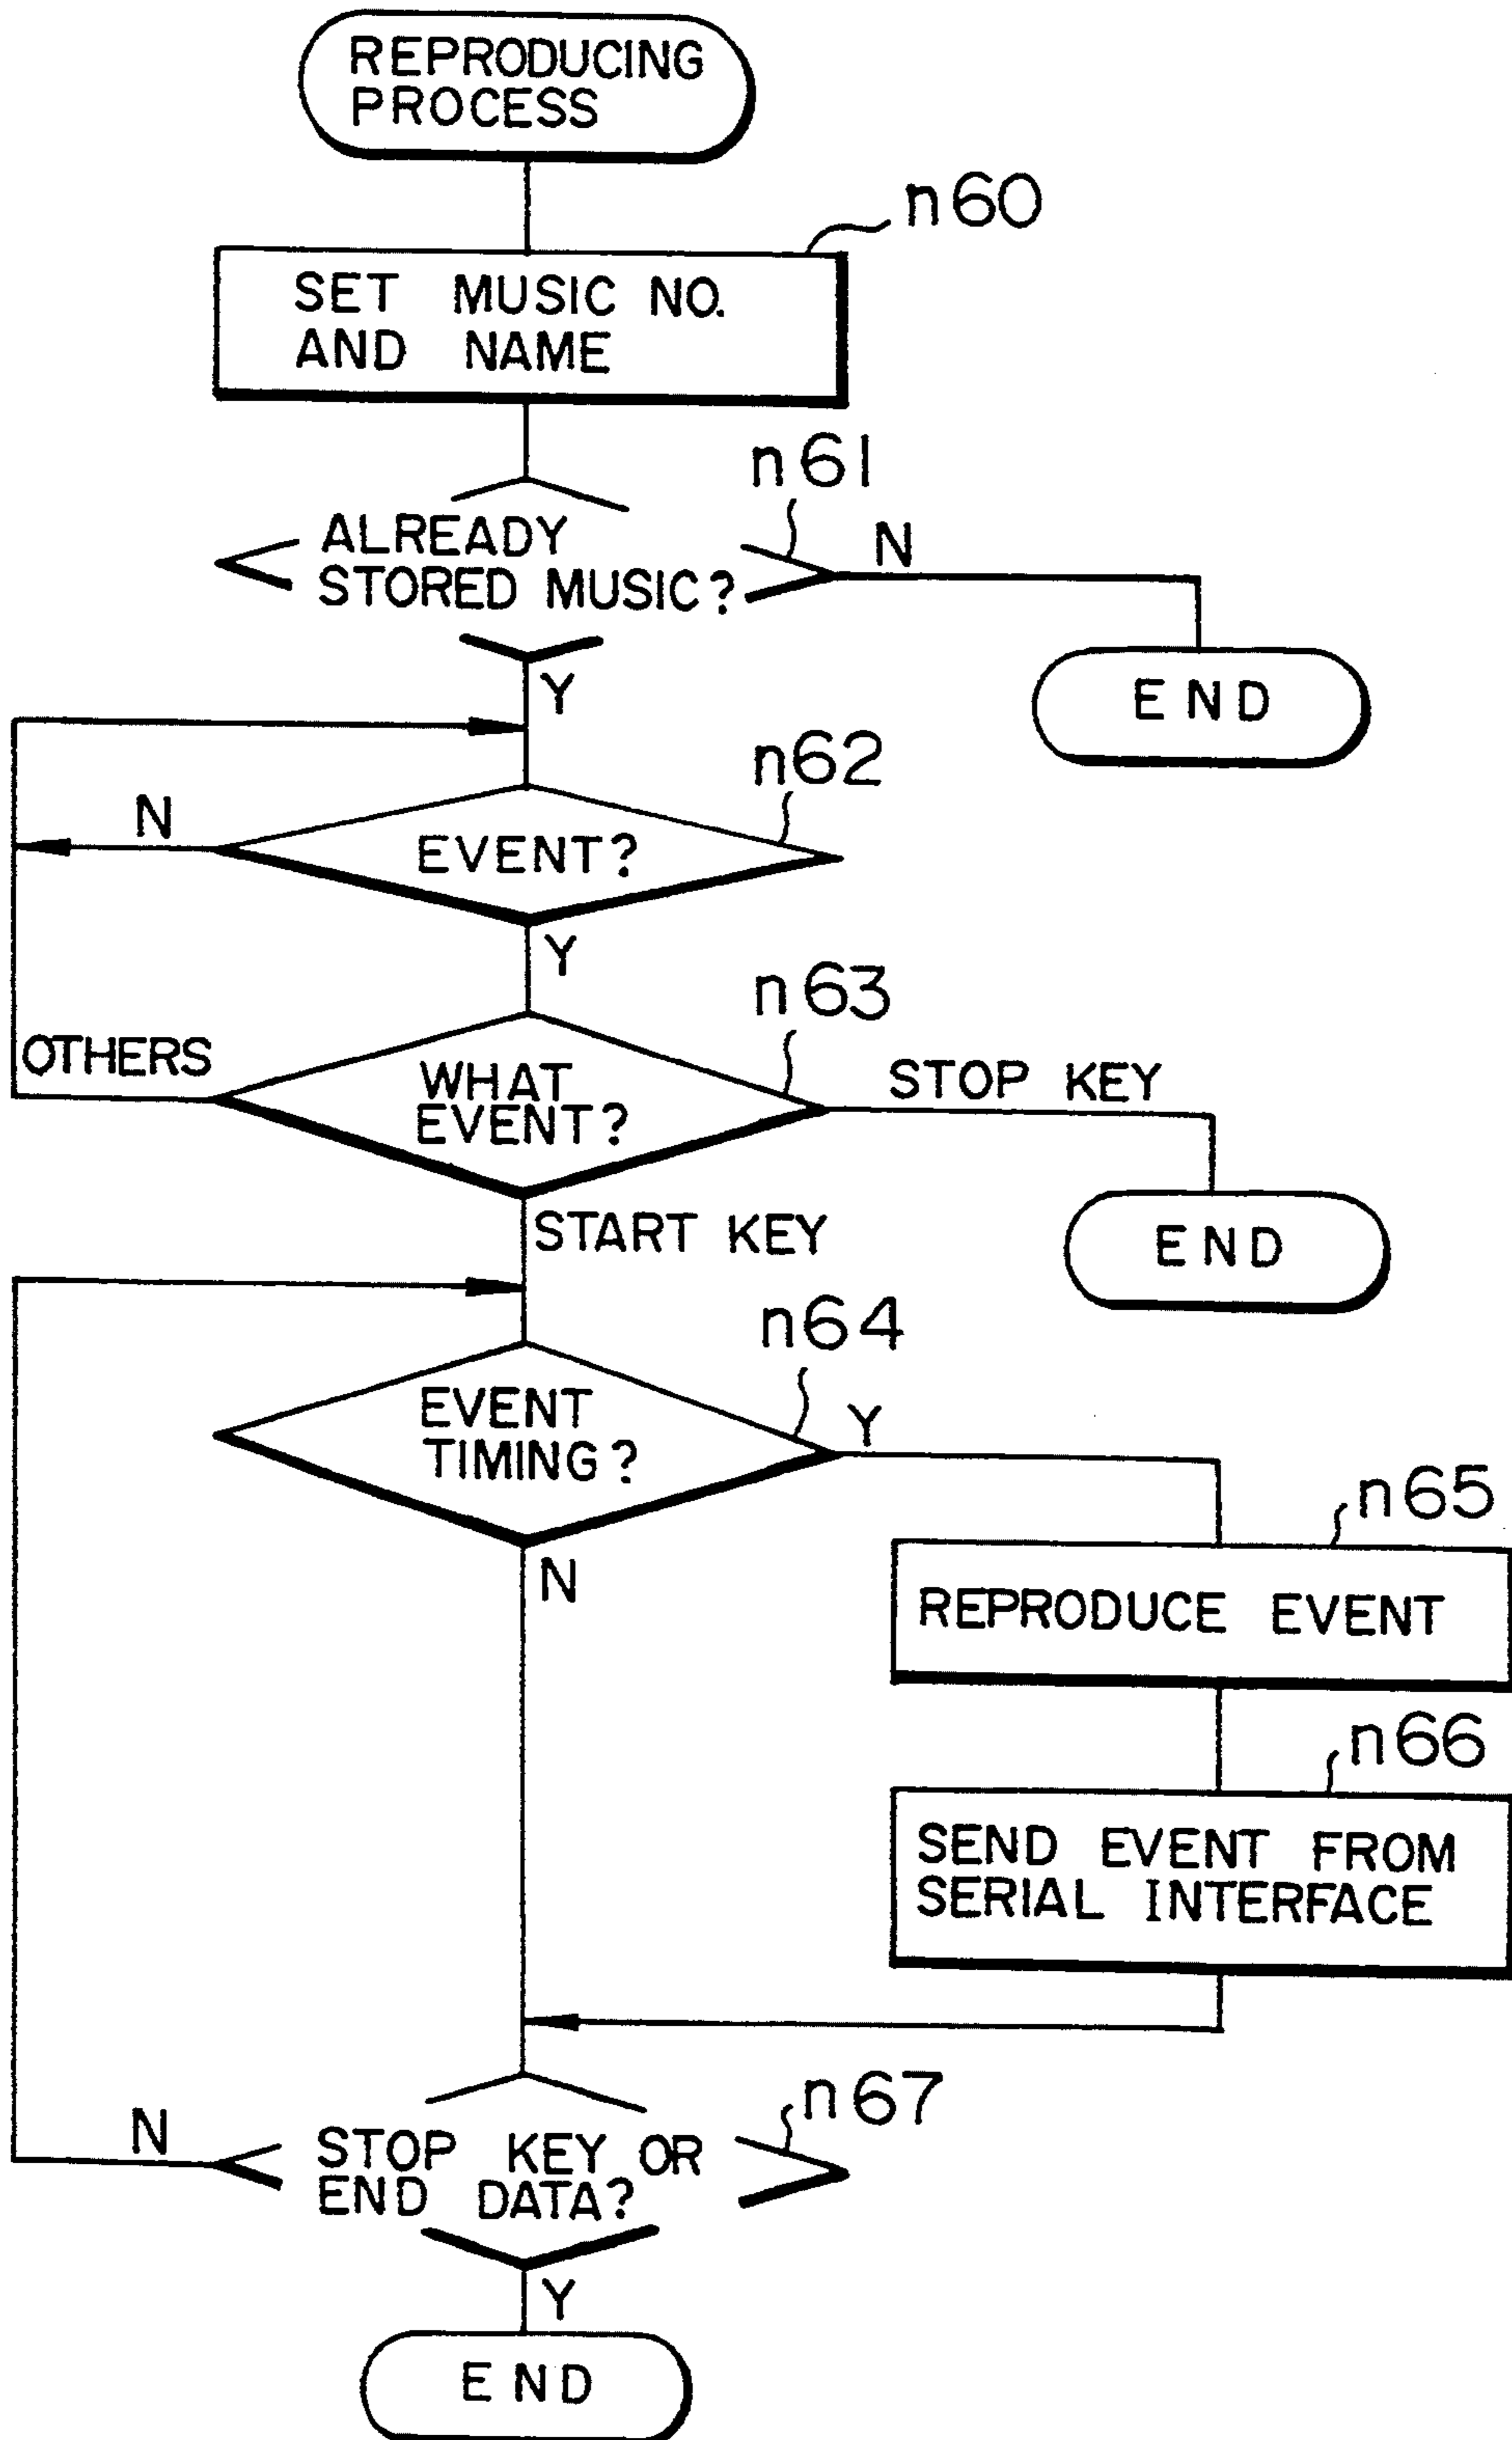 REPRODUCING
PROCESS
n60
SET MUSIC NO.
AND NAME
n61
ALREADY
STORED MUSIC?
N
Y
END
n62
N
EVENT?
Y
n63
OTHERS
WHAT
EVENT?
STOP KEY
START KEY
END
n64
EVENT
TIMING?
Y
N
n65
REPRODUCE EVENT
n66
SEND EVENT FROM
SERIAL INTERFACE
n67
N
STOP KEY OR
END DATA?
Y
END